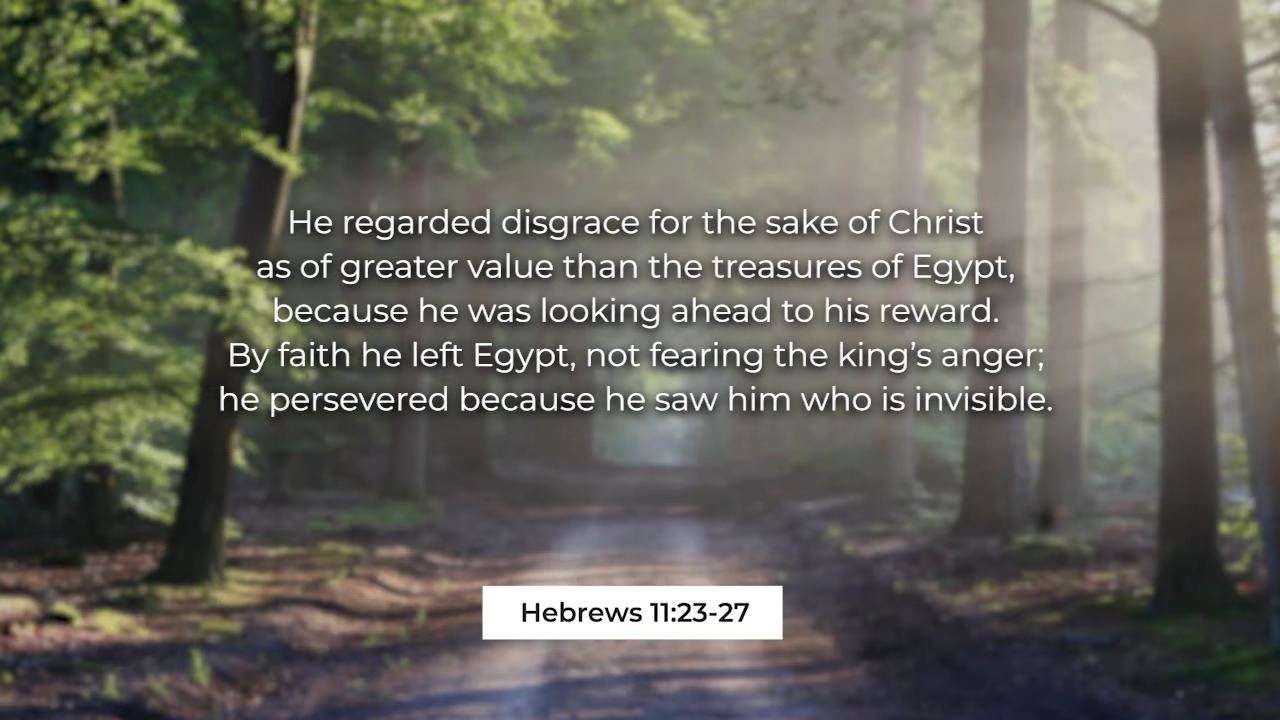 He regarded disgrace for the sake of Christ
as of greater value than the treasures of Egypt,
because he was looking ahead to his reward.
By faith he left Egypt, not fearing the king’s anger;
he persevered because he saw him who is invisible.
Hebrews 11:23-27